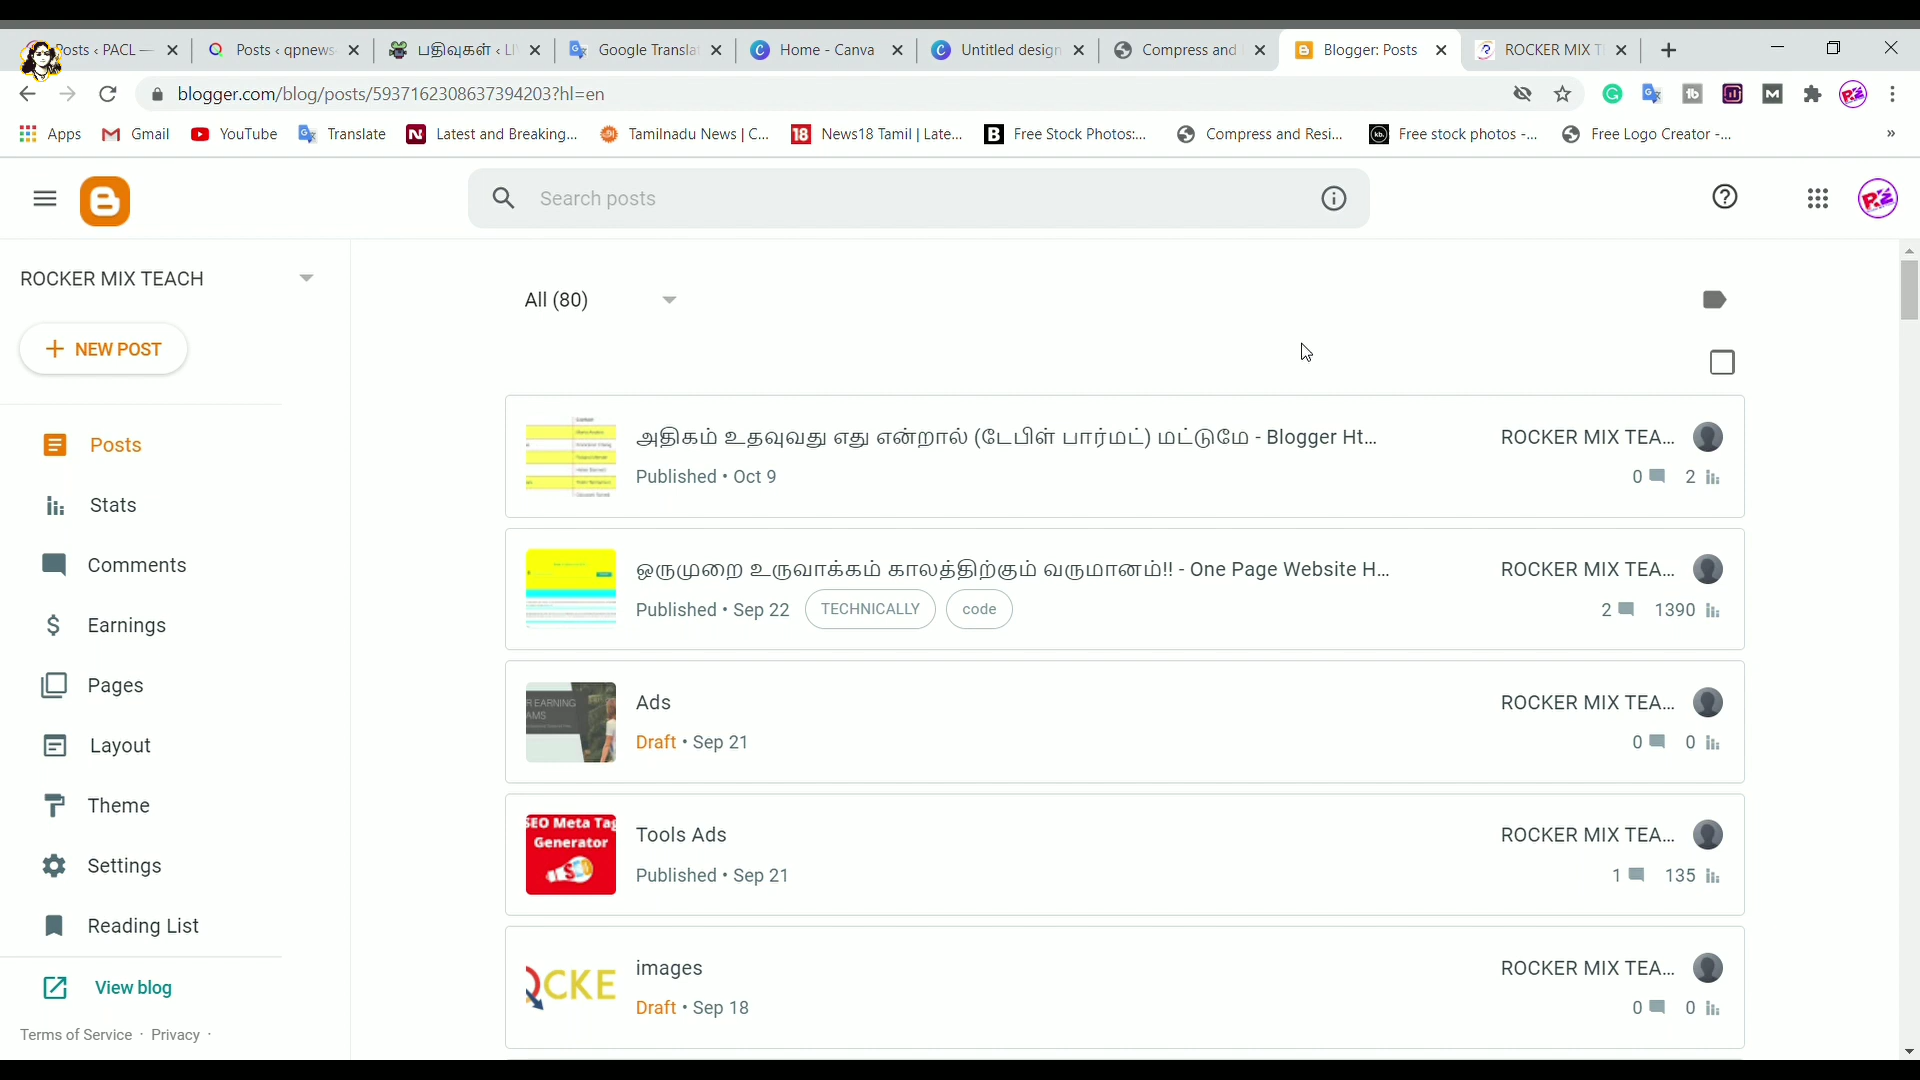 Posts ‹ PACL —
Posts ‹ qpnews
பதிவுகள் ‹ LI
Google Transla
Home - Canva
Untitled design
Compress and
Blogger: Posts
ROCKER MIX T
blogger.com/blog/posts/5937162308637394203?hl=en
Apps
Gmail
YouTube
Translate
Latest and Breaking...
Tamilnadu News | C...
News18 Tamil | Late...
Free Stock Photos:...
Compress and Resi...
Free stock photos -...
Free Logo Creator -...
»
Search posts
ROCKER MIX TEACH
All (80)
NEW POST
Posts
Stats
Comments
Earnings
Pages
Layout
Theme
Settings
Reading List
View blog
Terms of Service · Privacy ·
அதிகம் உதவுவது எது என்றால் (டேபிள் பார்மட்) மட்டுமே - Blogger Ht...
ROCKER MIX TEA...
Published • Oct 9
0
2
ஒருமுறை உருவாக்கம் காலத்திற்கும் வருமானம்!! - One Page Website H...
ROCKER MIX TEA...
Published • Sep 22
TECHNICALLY
code
2
1390
R EARNING
AMS
Ads
ROCKER MIX TEA...
Draft • Sep 21
0
0
SEO Meta Tag
Generator
Tools Ads
ROCKER MIX TEA...
Published • Sep 21
1
135
OCKE
images
ROCKER MIX TEA...
Draft • Sep 18
0
0